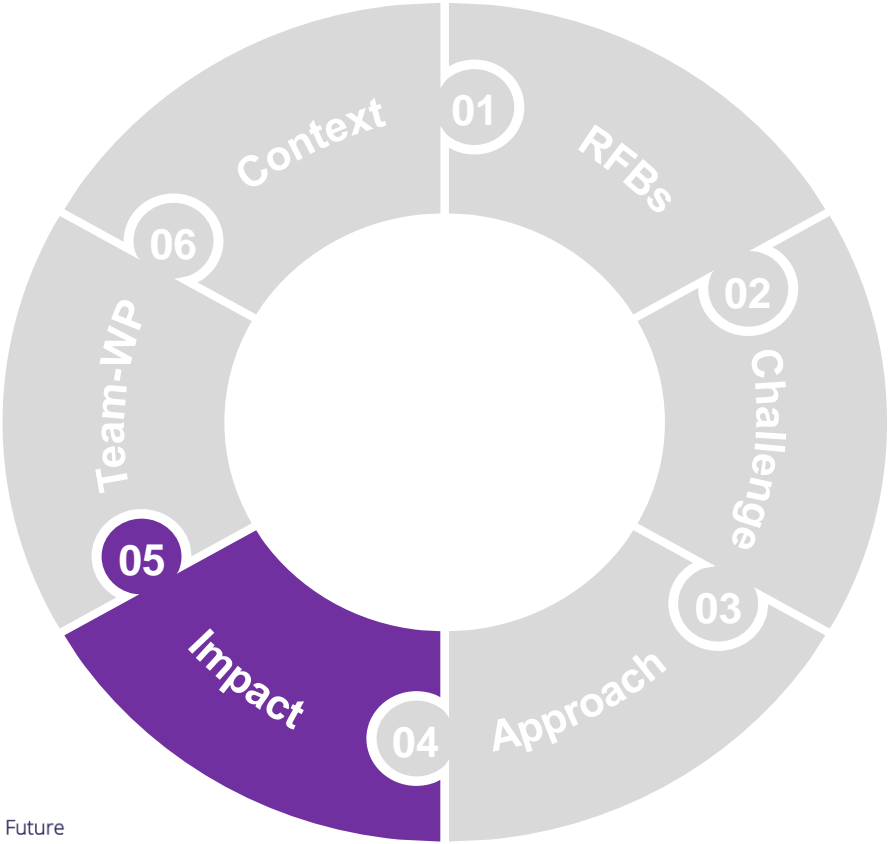 Context
01
RFBs
02
Challenge
03
Approach
04
Impact
05
Team-WP
06
Future